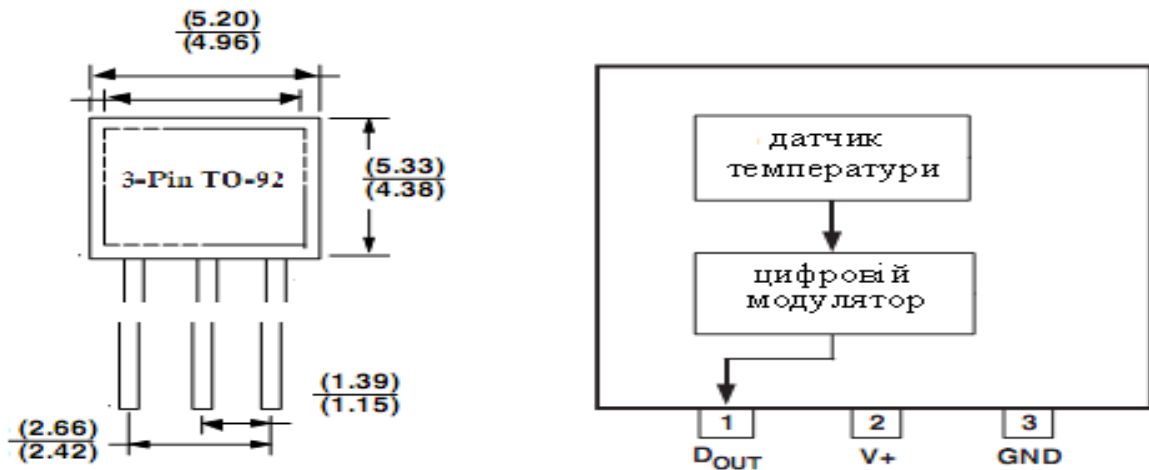 (5.20)
(4.96)
3-Pin TO-92
(5.33)
(4.38)
(1.39)
(1.15)
(2.66)
(2.42)
датчик
температури
цифровій
модулятор
1 2 3
DOUT V+ GND